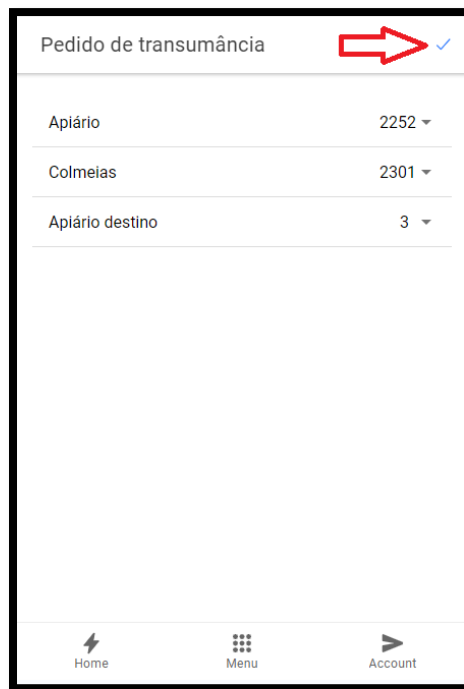 Pedido de transumância
Apiário 2252
Colmeias 2301
Apiário destino 3
Home Menu Account